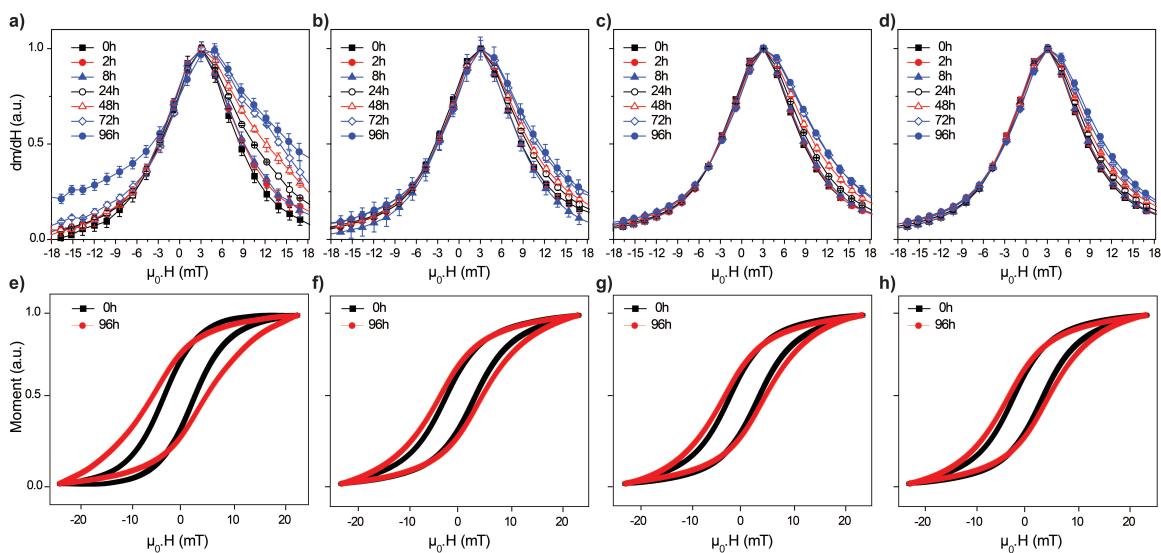 a)
0h
2h
8h
24h
48h
72h
96h
dm/dH (a.u.)
1.0
0.5
0.0
-18 -15 -12 -9 -6 -3 0 3 6 9 12 15 18
μ₀.H (mT)
b)
0h
2h
8h
24h
48h
72h
96h
-18 -15 -12 -9 -6 -3 0 3 6 9 12 15 18
μ₀.H (mT)
c)
0h
2h
8h
24h
48h
72h
96h
-18 -15 -12 -9 -6 -3 0 3 6 9 12 15 18
μ₀.H (mT)
d)
0h
2h
8h
24h
48h
72h
96h
-18 -15 -12 -9 -6 -3 0 3 6 9 12 15 18
μ₀.H (mT)
e)
0h
96h
Moment (a.u.)
1.0
0.5
0.0
-20 -10 0 10 20
μ₀.H (mT)
f)
0h
96h
-20 -10 0 10 20
μ₀.H (mT)
g)
0h
96h
-20 -10 0 10 20
μ₀.H (mT)
h)
0h
96h
-20 -10 0 10 20
μ₀.H (mT)